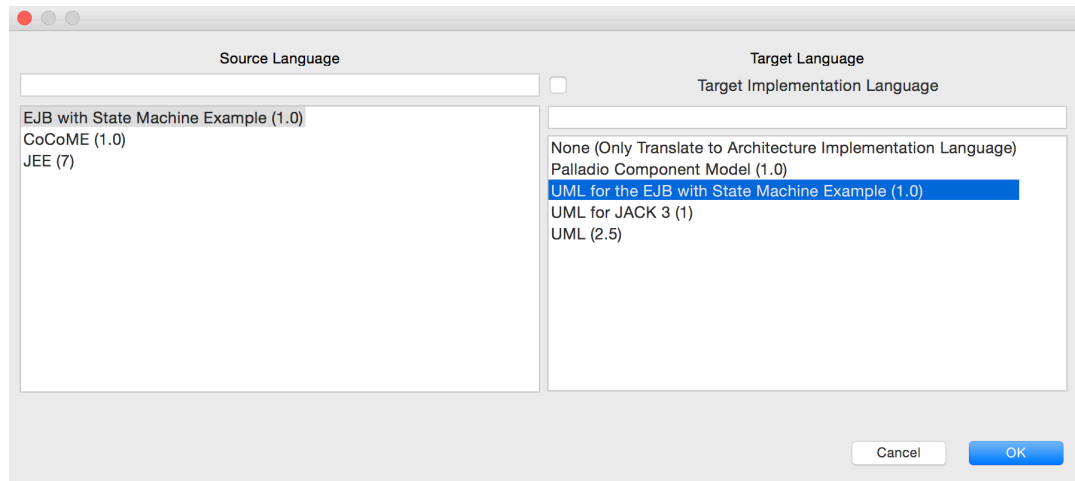 Source Language
EJB with State Machine Example (1.0)
CoCoME (1.0)
JEE (7)
Target Language
Target Implementation Language
None (Only Translate to Architecture Implementation Language)
Palladio Component Model (1.0)
UML for the EJB with State Machine Example (1.0)
UML for JACK 3 (1)
UML (2.5)
Cancel
OK